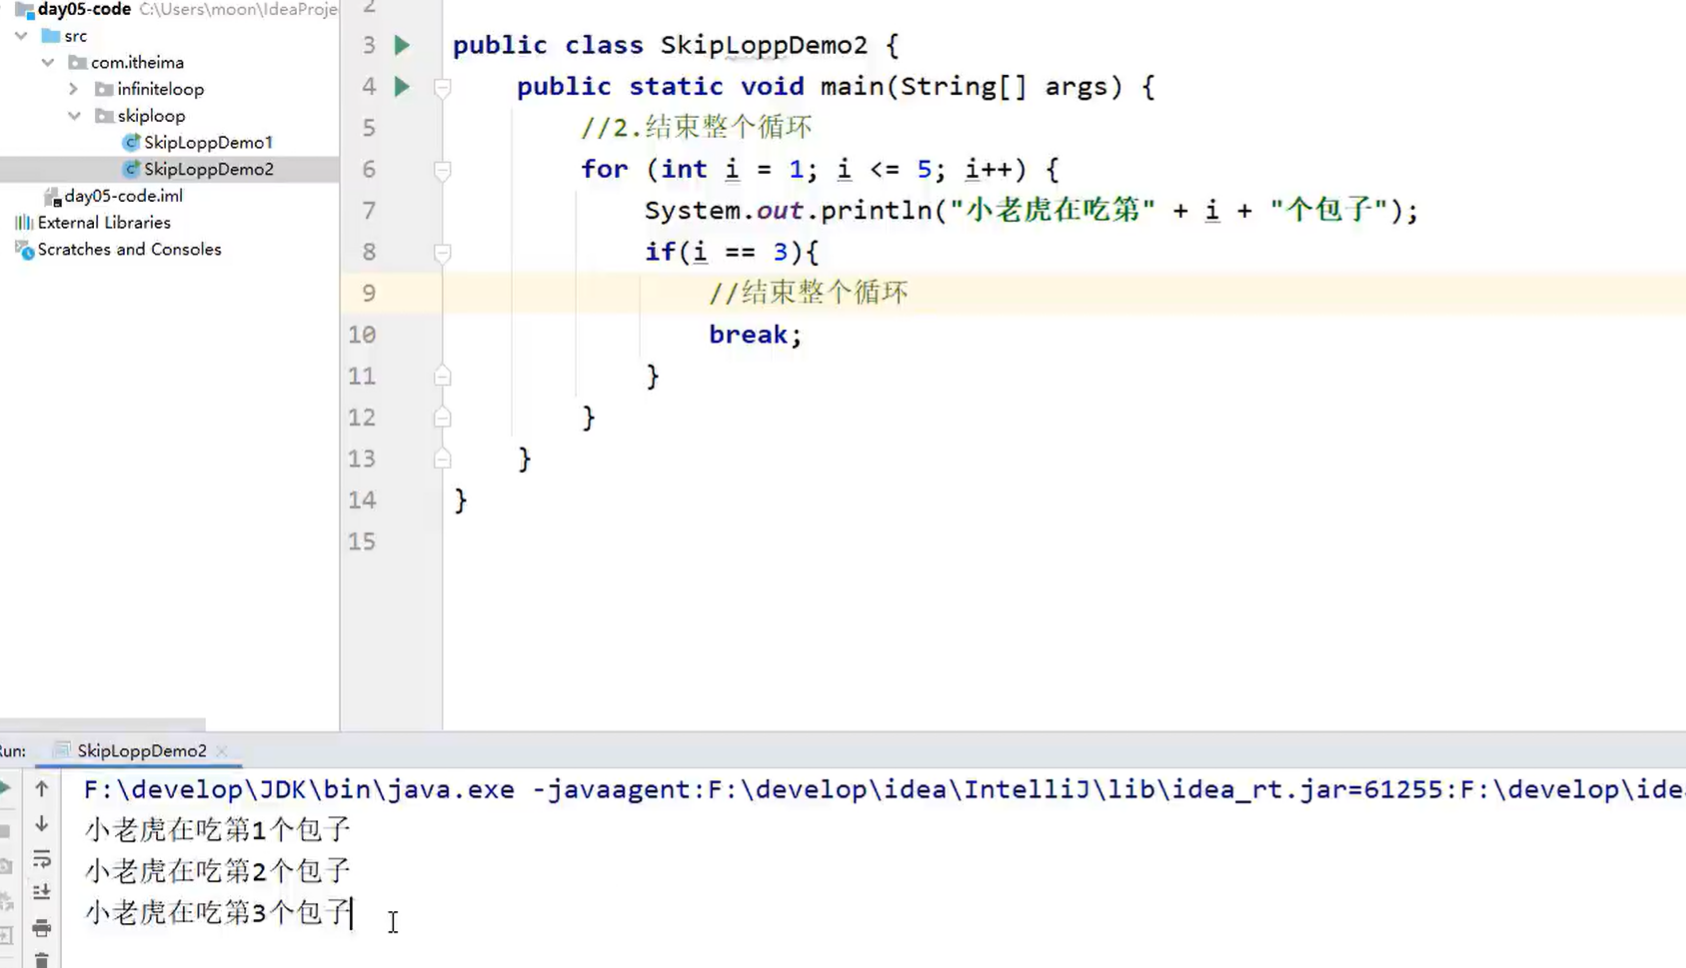 day05-code C:\Users\moon\IdeaProje
src
com.itheima
infiniteloop
skiploop
SkipLoppDemo1
SkipLoppDemo2
day05-code.iml
External Libraries
Scratches and Consoles
2
3 public class SkipLoppDemo2 {
4 public static void main(String[] args) {
5 //2.结束整个循环
6 for (int i = 1; i <= 5; i++) {
7 System.out.println("小老虎在吃第" + i + "个包子");
8 if(i == 3){
9 //结束整个循环
10 break;
11 }
12 }
13 }
14 }
15
un: SkipLoppDemo2
F:\develop\JDK\bin\java.exe -javaagent:F:\develop\idea\IntelliJ\lib\idea_rt.jar=61255:F:\develop\ide
小老虎在吃第1个包子
小老虎在吃第2个包子
小老虎在吃第3个包子